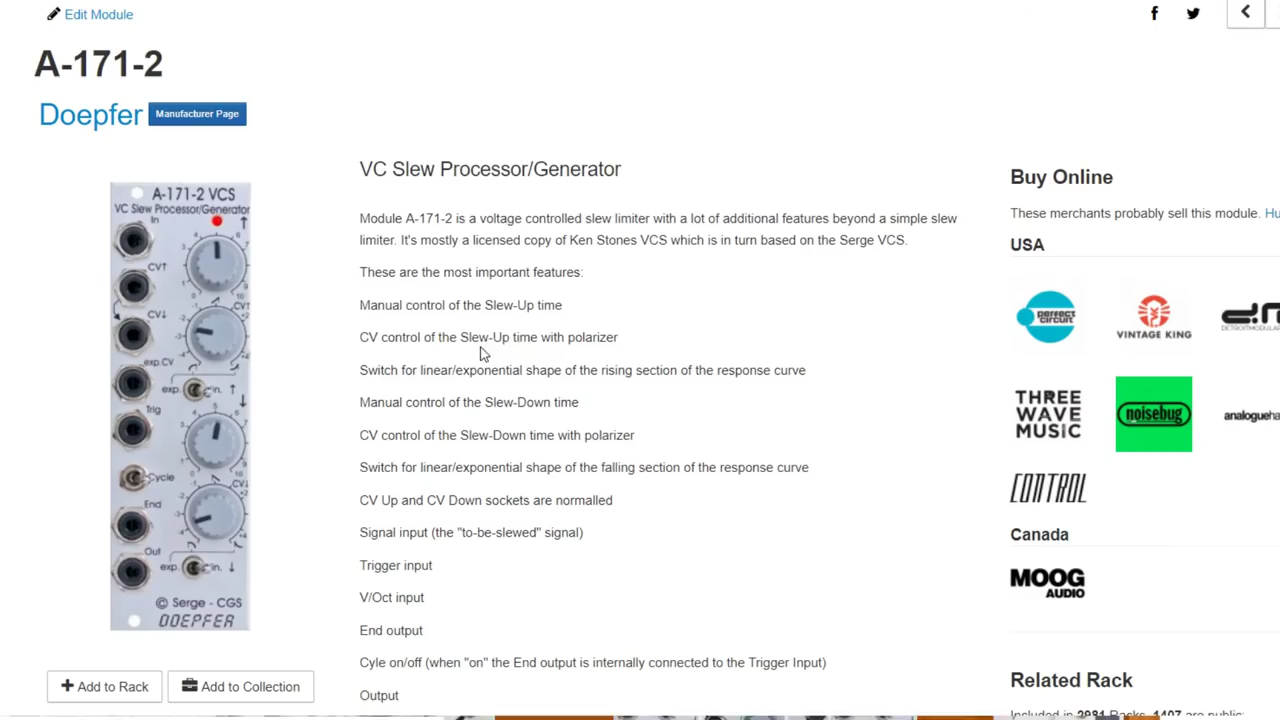 Edit Module
A-171-2
Doepfer
Manufacturer Page
A-171-2 VCS
VC Slew Processor/Generator
In
CV↑
CV↓
exp.CV
exp. lin. ↑
Trig
Cycle
End
Out
exp. lin. ↓
© Serge - CGS
DOEPFER
Add to Rack
Add to Collection
VC Slew Processor/Generator
Module A-171-2 is a voltage controlled slew limiter with a lot of additional features beyond a simple slew
limiter. It's mostly a licensed copy of Ken Stones VCS which is in turn based on the Serge VCS.
These are the most important features:
Manual control of the Slew-Up time
CV control of the Slew-Up time with polarizer
Switch for linear/exponential shape of the rising section of the response curve
Manual control of the Slew-Down time
CV control of the Slew-Down time with polarizer
Switch for linear/exponential shape of the falling section of the response curve
CV Up and CV Down sockets are normalled
Signal input (the "to-be-slewed" signal)
Trigger input
V/Oct input
End output
Cyle on/off (when "on" the End output is internally connected to the Trigger Input)
Output
Buy Online
These merchants probably sell this module.
USA
perfect
circuit
VINTAGE KING
DETROITMODULAR
THREE
WAVE
MUSIC
noisebug
CONTROL
Canada
MOOG
AUDIO
Related Rack
Included in 2981 Racks, 1407 are public: